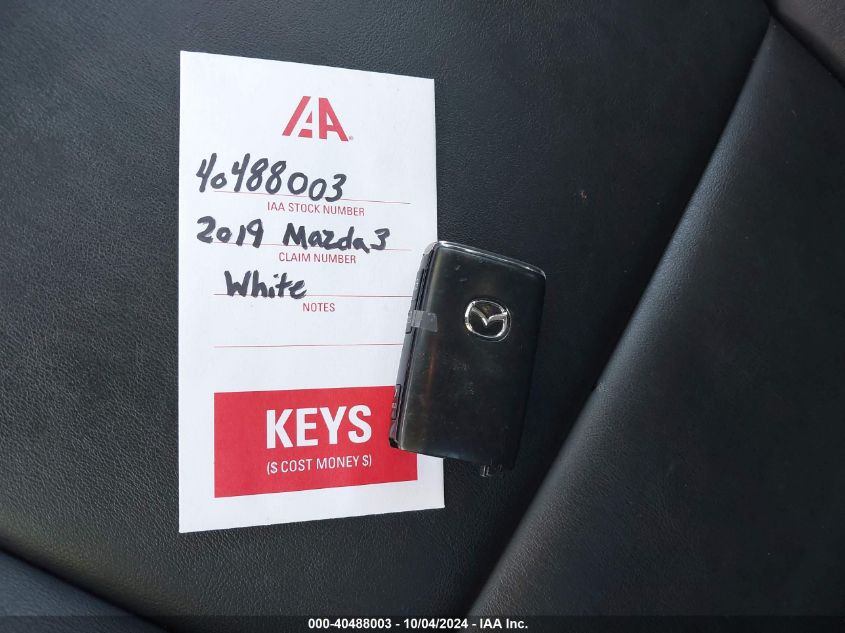 IAA
40488003
IAA STOCK NUMBER
2019 Mazda3
CLAIM NUMBER
White
NOTES
KEYS
($ COST MONEY $)
000-40488003 - 10/04/2024 - IAA Inc.